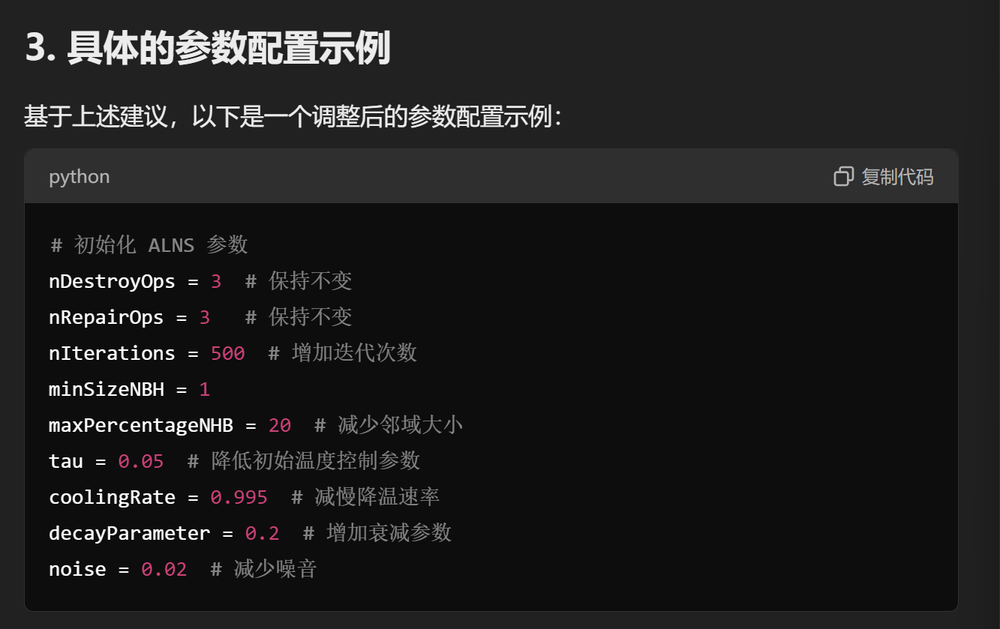 3. 具体的参数配置示例
基于上述建议，以下是一个调整后的参数配置示例：
python
复制代码
# 初始化 ALNS 参数
nDestroyOps = 3  # 保持不变
nRepairOps = 3   # 保持不变
nIterations = 500  # 增加迭代次数
minSizeNBH = 1
maxPercentageNHB = 20  # 减少邻域大小
tau = 0.05  # 降低初始温度控制参数
coolingRate = 0.995  # 减慢降温速率
decayParameter = 0.2  # 增加衰减参数
noise = 0.02  # 减少噪音